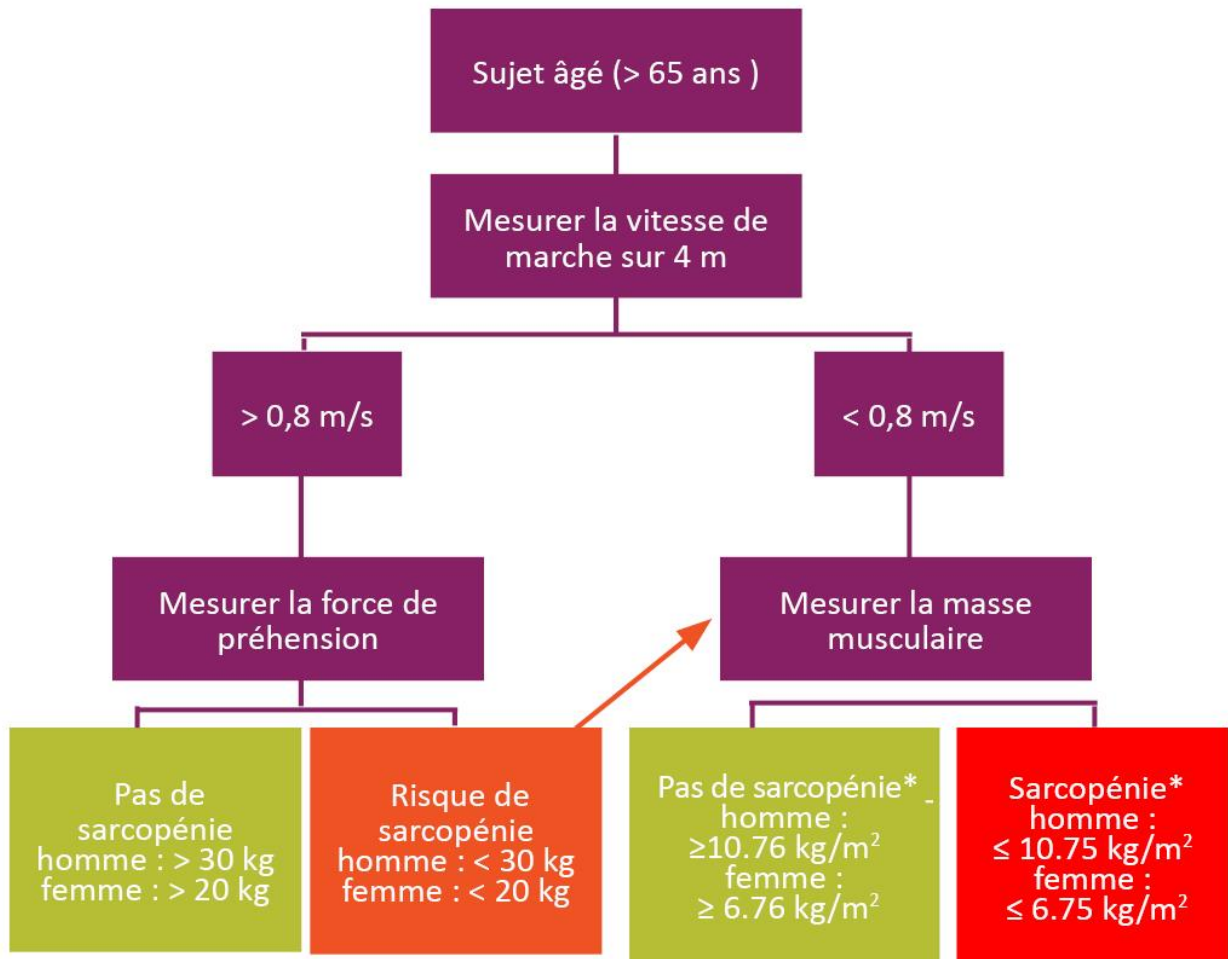 Sujet âgé (> 65 ans )
Mesurer la vitesse de
marche sur 4 m
> 0,8 m/s
< 0,8 m/s
Mesurer la force de
préhension
Mesurer la masse
musculaire
Pas de
sarcopénie
homme : > 30 kg
femme : > 20 kg
Risque de
sarcopénie
homme : < 30 kg
femme : < 20 kg
Pas de sarcopénie* -
homme :
≥10.76 kg/m²
femme :
≥ 6.76 kg/m²
Sarcopénie*
homme :
≤ 10.75 kg/m²
femme :
≤ 6.75 kg/m²